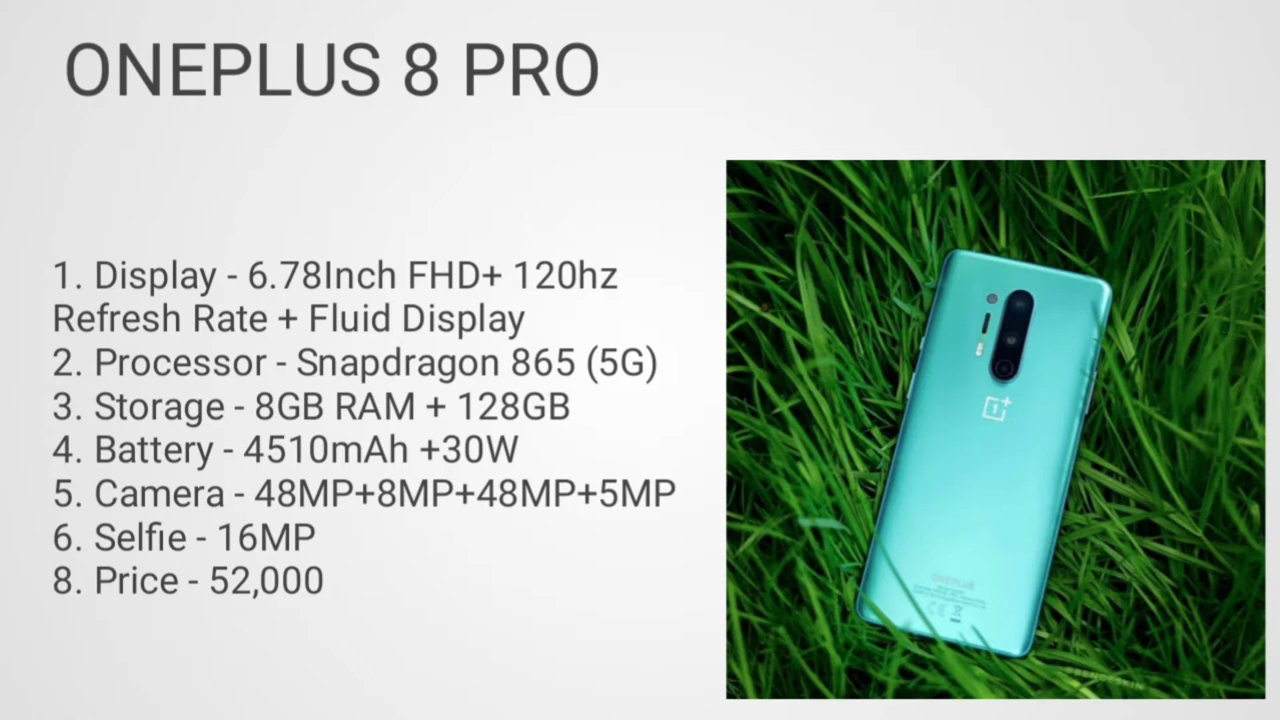 ONEPLUS 8 PRO
1. Display - 6.78Inch FHD+ 120hz
Refresh Rate + Fluid Display
2. Processor - Snapdragon 865 (5G)
3. Storage - 8GB RAM + 128GB
4. Battery - 4510mAh +30W
5. Camera - 48MP+8MP+48MP+5MP
6. Selfie - 16MP
8. Price - 52,000
ONEPLUS